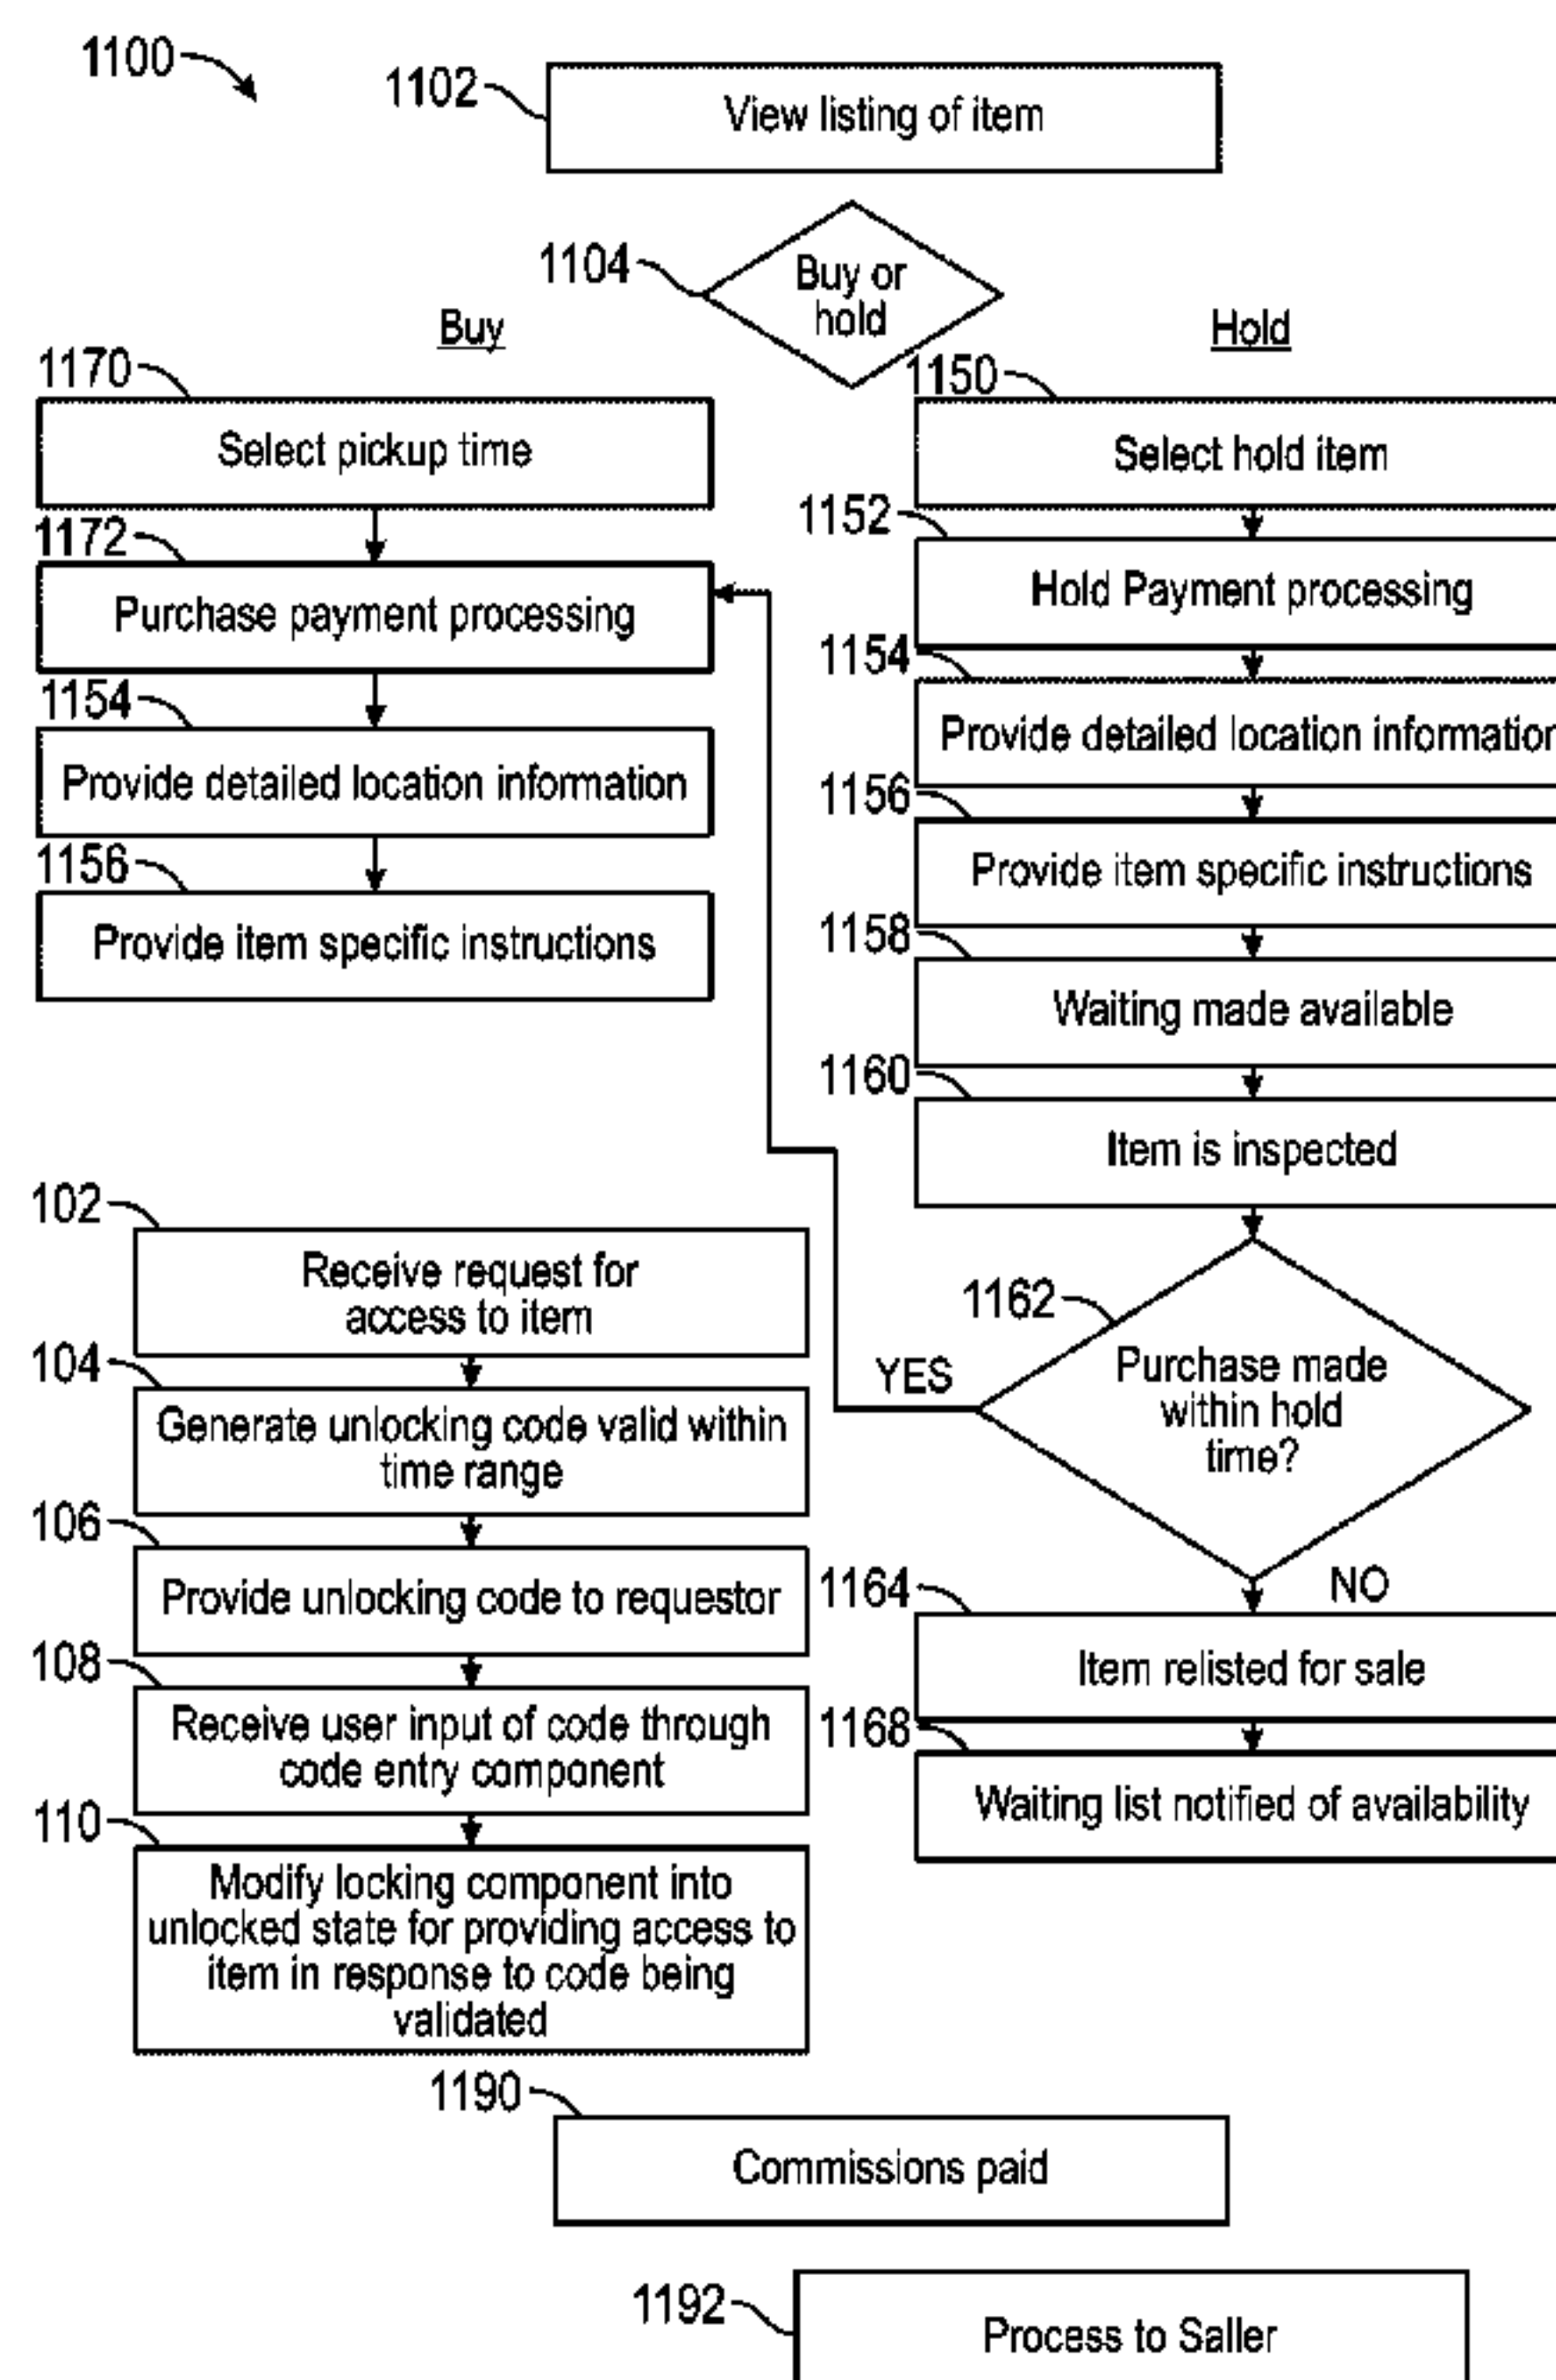 1100
1102
View listing of item
1104
Buy or
hold
Buy
1170
Select pickup time
1172
Purchase payment processing
1154
Provide detailed location information
1156
Provide item specific instructions
Hold
1150
Select hold item
1152
Hold Payment processing
1154
Provide detailed location information
1156
Provide item specific instructions
1158
Waiting made available
1160
Item is inspected
1162
Purchase made
within hold
time?
YES
NO
1164
Item relisted for sale
1168
Waiting list notified of availability
102
Receive request for
access to item
104
Generate unlocking code valid within
time range
106
Provide unlocking code to requestor
108
Receive user input of code through
code entry component
110
Modify locking component into
unlocked state for providing access to
item in response to code being
validated
1190
Commissions paid
1192
Process to Saller